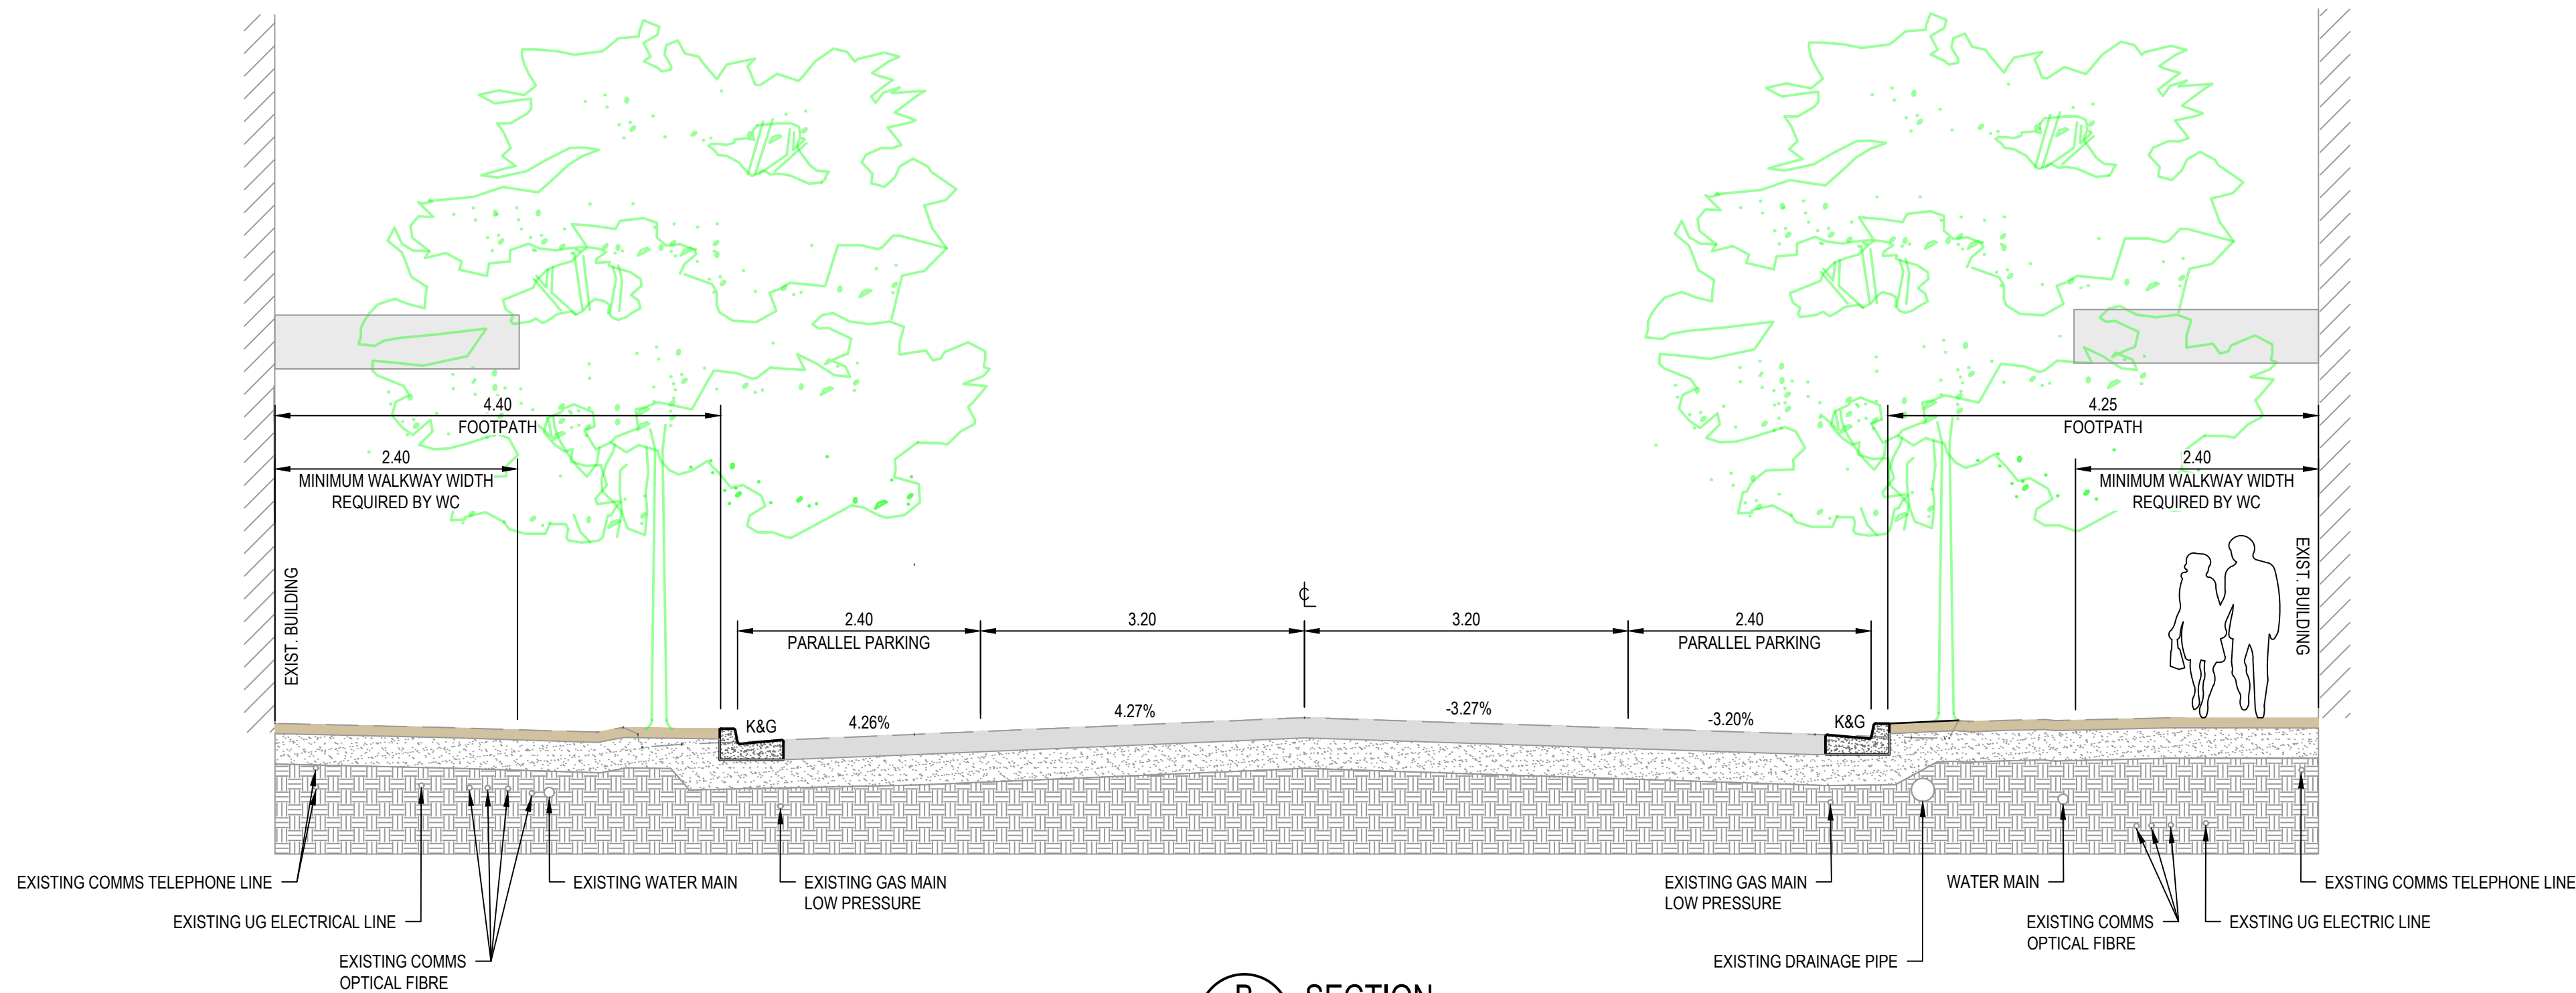 4.40
FOOTPATH
4.25
FOOTPATH
2.40
MINIMUM WALKWAY WIDTH
REQUIRED BY WC
2.40
MINIMUM WALKWAY WIDTH
REQUIRED BY WC
EXIST. BUILDING
EXIST. BUILDING
2.40
PARALLEL PARKING
3.20
3.20
2.40
PARALLEL PARKING
K&G
4.26%
4.27%
-3.27%
-3.20%
K&G
EXISTING COMMS TELEPHONE LINE
EXISTING WATER MAIN
EXISTING GAS MAIN
LOW PRESSURE
EXISTING GAS MAIN
LOW PRESSURE
WATER MAIN
EXSTING COMMS TELEPHONE LINE
EXISTING UG ELECTRICAL LINE
EXISTING COMMS
OPTICAL FIBRE
EXSTING UG ELECTRIC LINE
EXISTING COMMS
OPTICAL FIBRE
EXISTING DRAINAGE PIPE
SECTION